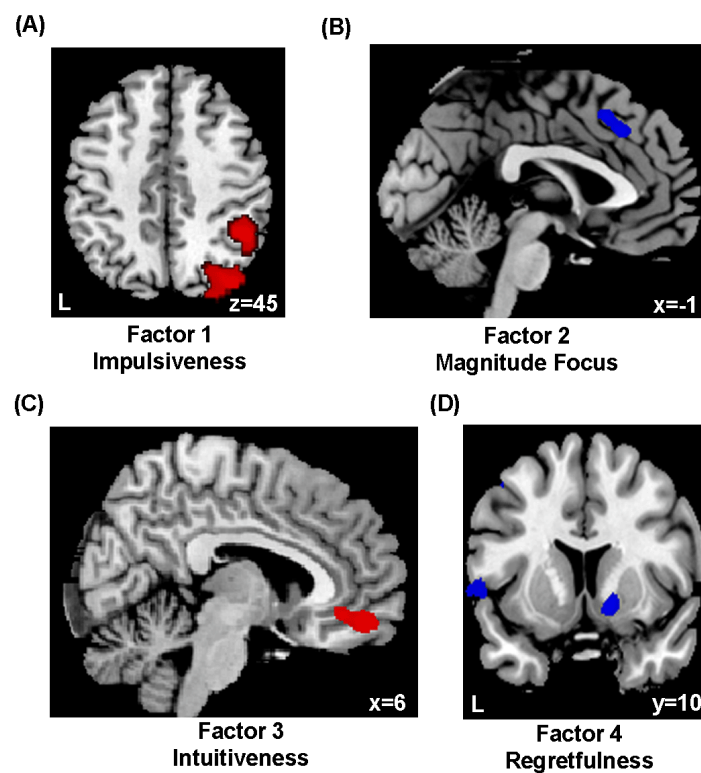 (A)
(B)
L
z=45
x=-1
Factor 1
Impulsiveness
Factor 2
Magnitude Focus
(C)
(D)
x=6
L
y=10
Factor 3
Intuitiveness
Factor 4
Regretfulness